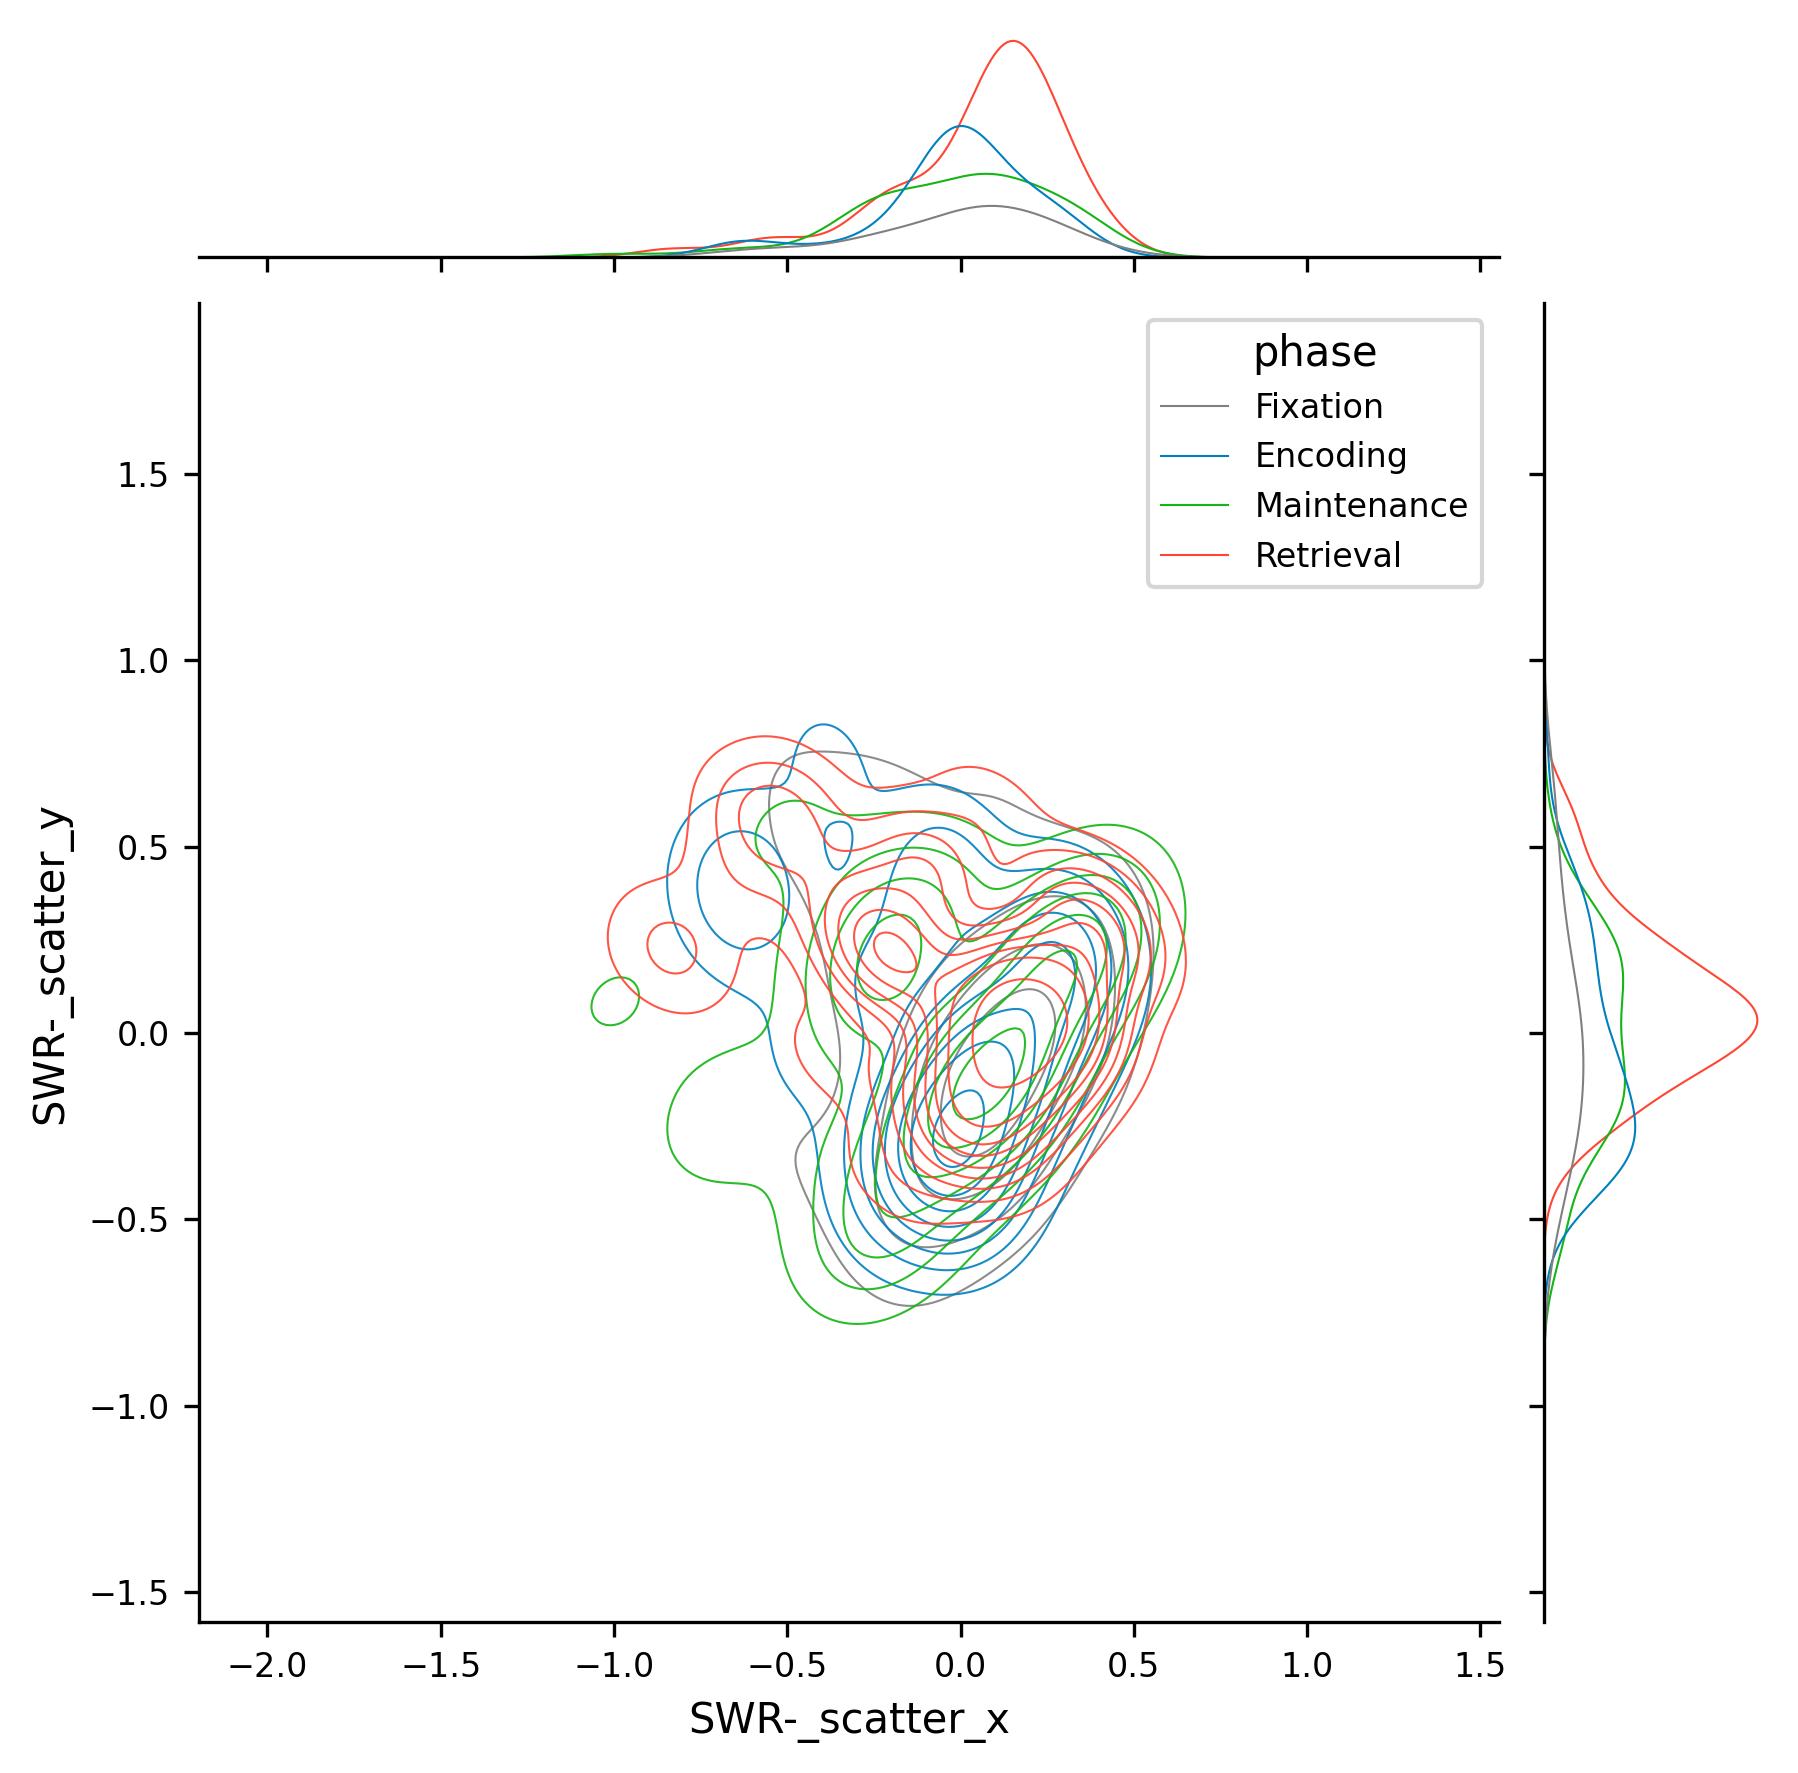 phase
Fixation
Encoding
Maintenance
Retrieval
1.5
1.0
0.5
0.0
−0.5
−1.0
−1.5
SWR-_scatter_y
−2.0 −1.5 −1.0 −0.5 0.0 0.5 1.0 1.5
SWR-_scatter_x